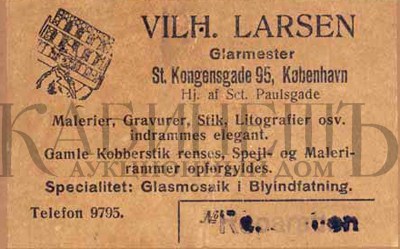 VILH. LARSEN
Glarmester
St. Kongensgade 95, København
Hj. af Sct. Paulsgade
Malerier, Gravurer, Stik, Litografier osv.
indrammes elegant.
КАБИНЕТЪ
АУКЦИОННЫЙ ДОМ
Gamle Kobberstik renses, Spejl- og Maleri-
rammer opforgyldes.
Specialitet: Glasmosaik i Blyindfatning.
Telefon 9795.